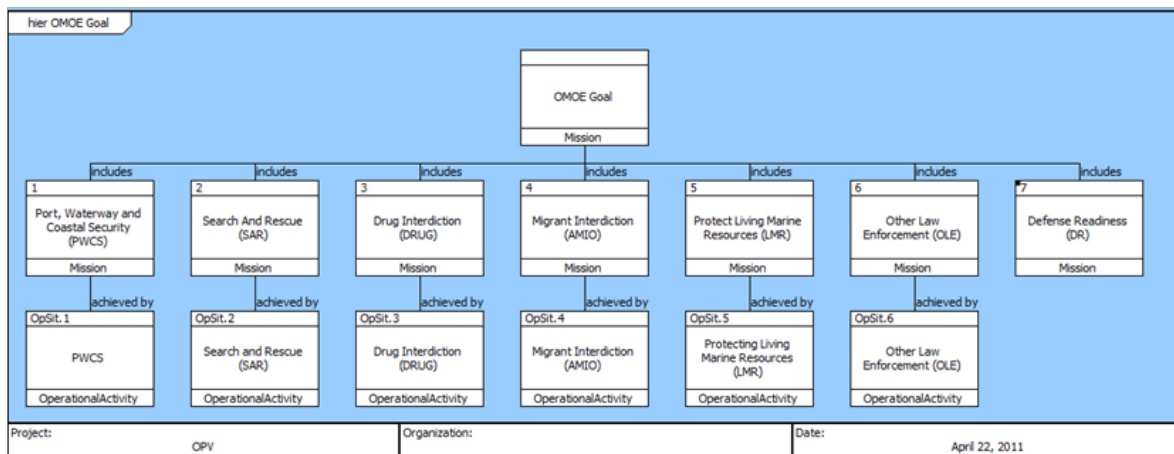 hier OMOE Goal
OMOE Goal
Mission
includes
includes
includes
includes
includes
includes
includes
1
2
3
4
5
6
7
Port, Waterway and
Coastal Security
(PWCS)
Search And Rescue
(SAR)
Drug Interdiction
(DRUG)
Migrant Interdiction
(AMIO)
Protect Living Marine
Resources (LMR)
Other Law
Enforcement (OLE)
Defense Readiness
(DR)
Mission
Mission
Mission
Mission
Mission
Mission
Mission
achieved by
achieved by
achieved by
achieved by
achieved by
achieved by
OpSit.1
OpSit.2
OpSit.3
OpSit.4
OpSit.5
OpSit.6
PWCS
Search and Rescue
(SAR)
Drug Interdiction
(DRUG)
Migrant Interdiction
(AMIO)
Protecting Living
Marine Resources
(LMR)
Other Law
Enforcement (OLE)
OperationalActivity
OperationalActivity
OperationalActivity
OperationalActivity
OperationalActivity
OperationalActivity
Project:
OPV
Organization:
Date:
April 22, 2011